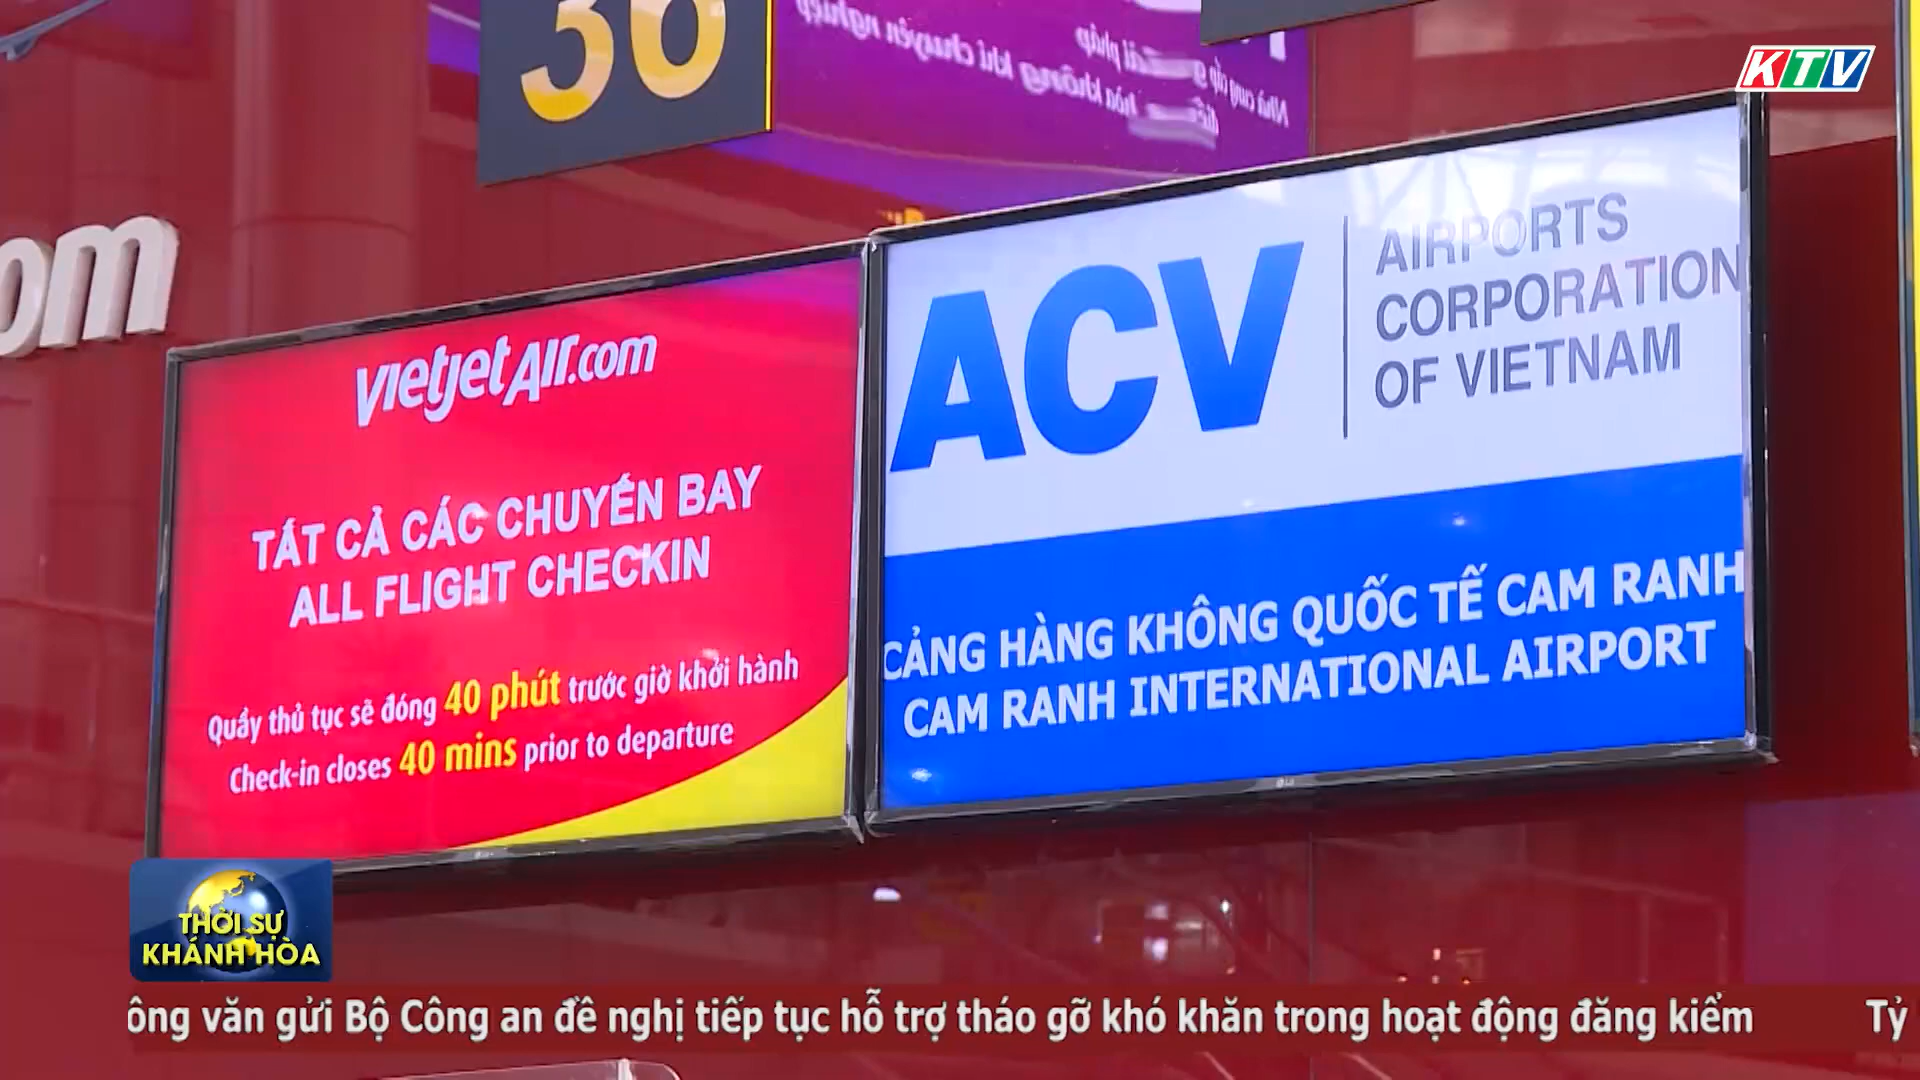 36
KTV
om
vietjetAir.com
TẤT CẢ CÁC CHUYẾN BAY
ALL FLIGHT CHECKIN
Quầy thủ tục sẽ đóng 40 phút trước giờ khởi hành
Check-in closes 40 mins prior to departure
ACV
AIRPORTS
CORPORATION
OF VIETNAM
CẢNG HÀNG KHÔNG QUỐC TẾ CAM RANH
CAM RANH INTERNATIONAL AIRPORT
THỜI SỰ
KHÁNH HÒA
ông văn gửi Bộ Công an đề nghị tiếp tục hỗ trợ tháo gỡ khó khăn trong hoạt động đăng kiểm Tỷ